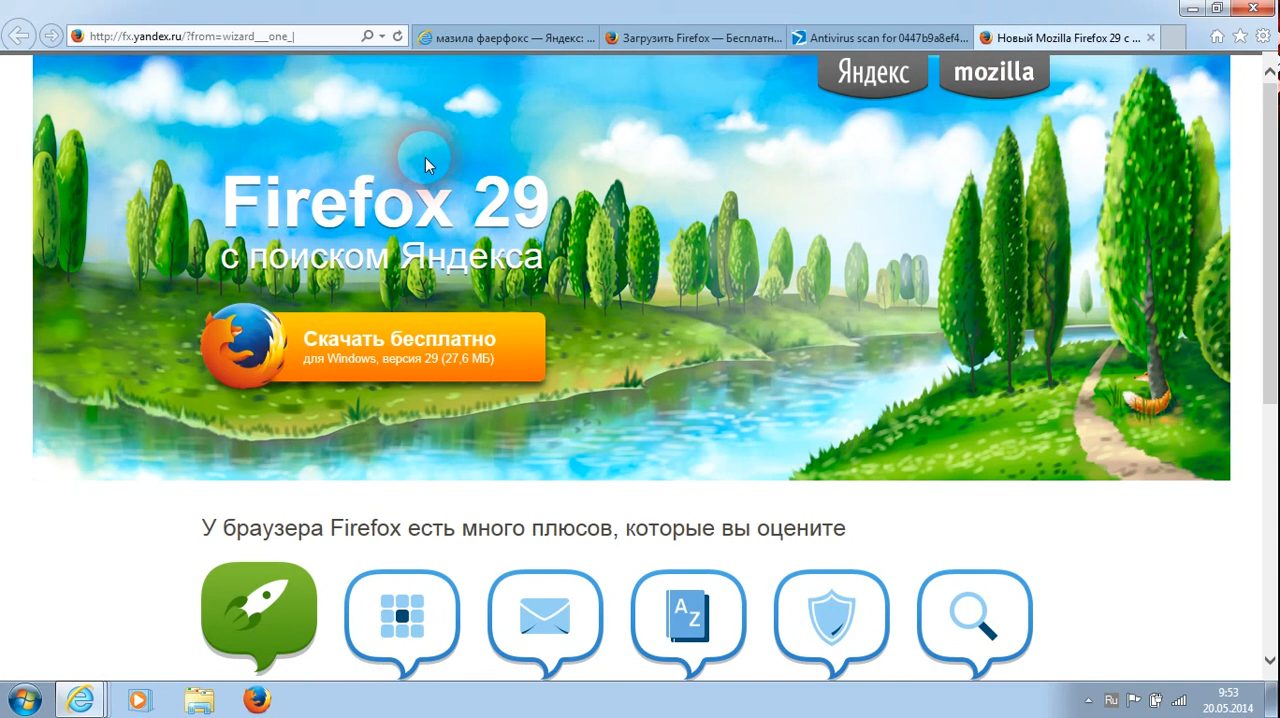 http://fx.yandex.ru/?from=wizard__one_
мазила фаерфокс — Яндекс: ...
Загрузить Firefox — Бесплатн...
Antivirus scan for 0447b9a8ef4...
Новый Mozilla Firefox 29 с ...
Яндекс
mozilla
Firefox 29
с поиском Яндекса
Скачать бесплатно
для Windows, версия 29 (27,6 МБ)
У браузера Firefox есть много плюсов, которые вы оцените
A
Z
Ru
9:53
20.05.2014